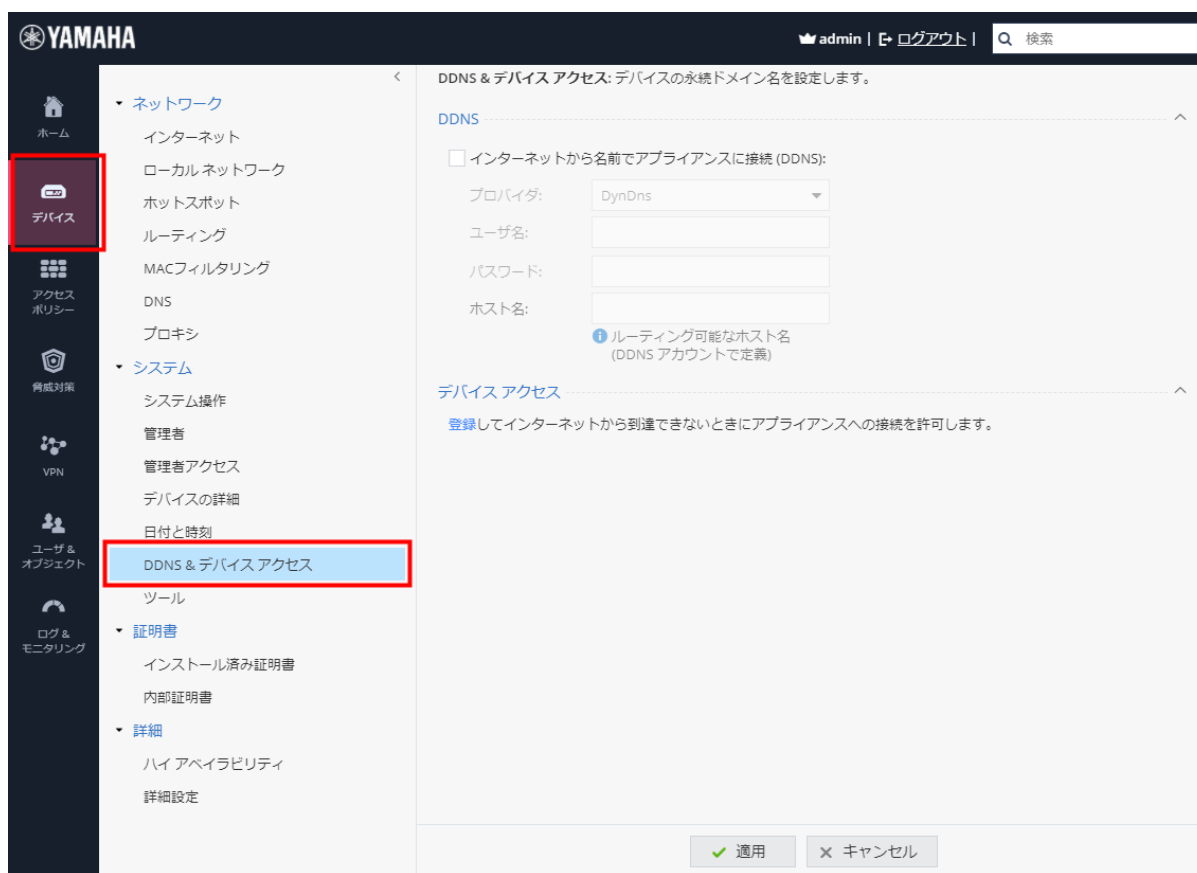 YAMAHA
admin | ログアウト |
検索
ホーム
デバイス
アクセス
ポリシー
脅威対策
VPN
ユーザ &
オブジェクト
ログ &
モニタリング
ネットワーク
インターネット
ローカル ネットワーク
ホットスポット
ルーティング
MACフィルタリング
DNS
プロキシ
システム
システム操作
管理者
管理者アクセス
デバイスの詳細
日付と時刻
DDNS & デバイス アクセス
ツール
証明書
インストール済み証明書
内部証明書
詳細
ハイ アベイラビリティ
詳細設定
DDNS & デバイス アクセス: デバイスの永続ドメイン名を設定します。
DDNS
インターネットから名前でアプライアンスに接続 (DDNS):
プロバイダ: DynDns
ユーザ名:
パスワード:
ホスト名:
ルーティング可能なホスト名
(DDNS アカウントで定義)
デバイス アクセス
登録してインターネットから到達できないときにアプライアンスへの接続を許可します。
適用
キャンセル